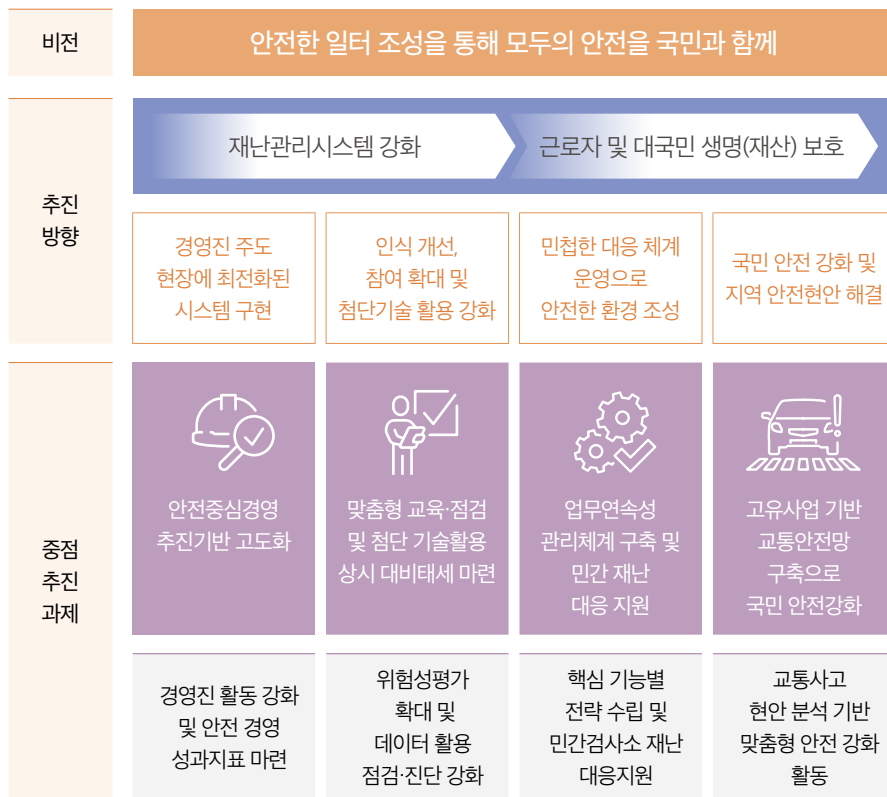 비전
안전한 일터 조성을 통해 모두의 안전을 국민과 함께
추진
방향
재난관리시스템 강화
근로자 및 대국민 생명(재산) 보호
경영진 주도
현장에 최전화된
시스템 구현
인식 개선,
참여 확대 및
첨단기술 활용 강화
민첩한 대응 체계
운영으로
안전한 환경 조성
국민 안전 강화 및
지역 안전현안 해결
중점
추진
과제
안전중심경영
추진기반 고도화
맞춤형 교육·점검
및 첨단 기술활용
상시 대비태세 마련
업무연속성
관리체계 구축 및
민간 재난
대응 지원
고유사업 기반
교통안전망
구축으로
국민 안전강화
경영진 활동 강화
및 안전 경영
성과지표 마련
위험성평가
확대 및
데이터 활용
점검·진단 강화
핵심 기능별
전략 수립 및
민간검사소 재난
대응지원
교통사고
현안 분석 기반
맞춤형 안전 강화
활동